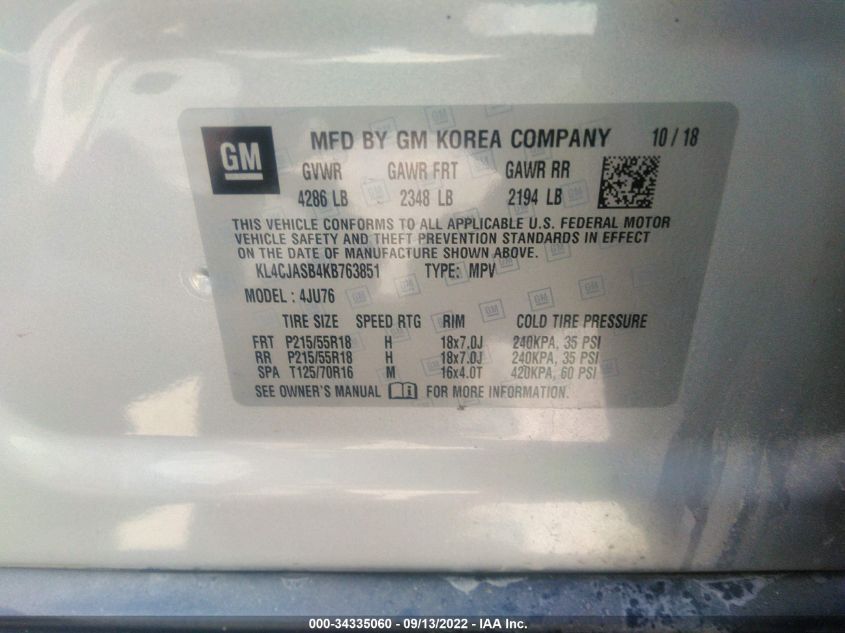 GM
MFD BY GM KOREA COMPANY 10 / 18
GVWR GAWR FRT GAWR RR
4286 LB 2348 LB 2194 LB
THIS VEHICLE CONFORMS TO ALL APPLICABLE U.S. FEDERAL MOTOR
VEHICLE SAFETY AND THEFT PREVENTION STANDARDS IN EFFECT
ON THE DATE OF MANUFACTURE SHOWN ABOVE.
KL4CJASB4KB763851 TYPE: MPV
MODEL : 4JU76
TIRE SIZE SPEED RTG RIM COLD TIRE PRESSURE
FRT P215/55R18 H 18x7.0J 240KPA, 35 PSI
RR P215/55R18 H 18x7.0J 240KPA, 35 PSI
SPA T125/70R16 M 16x4.0T 420KPA, 60 PSI
SEE OWNER'S MANUAL FOR MORE INFORMATION.
000-34335060 - 09/13/2022 - IAA Inc.